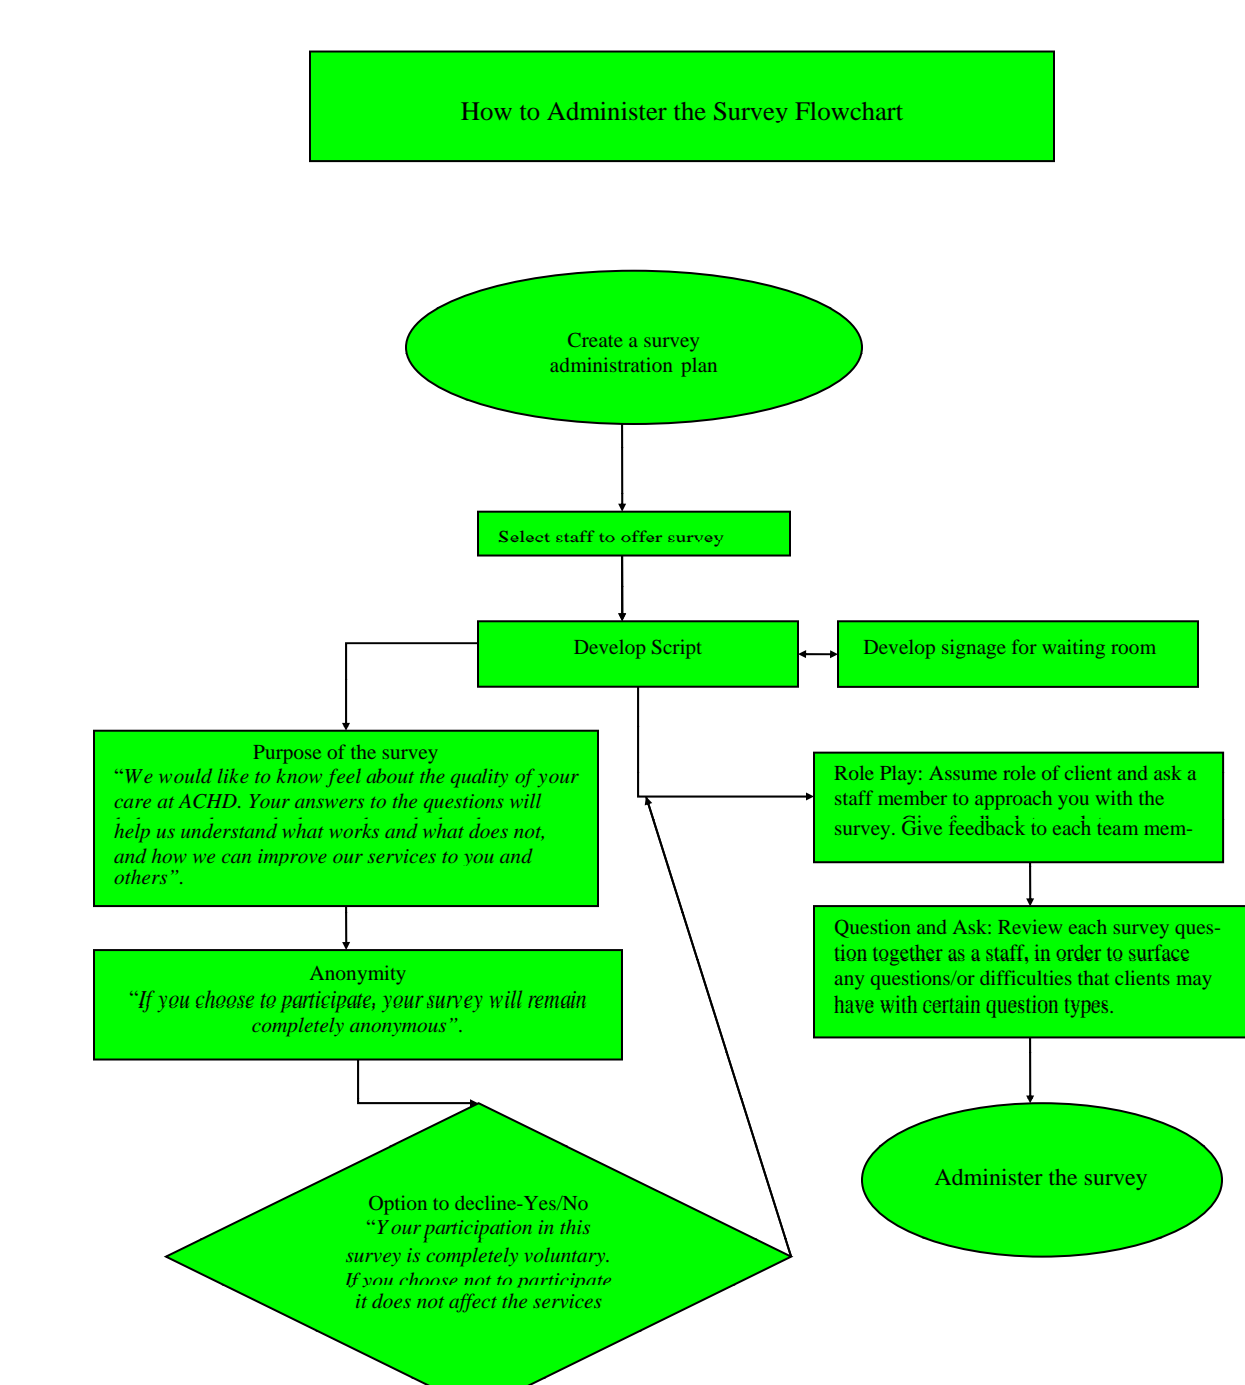 How to Administer the Survey Flowchart
Create a survey
administration plan
Select staff to offer survey
Develop Script
Develop signage for waiting room
Purpose of the survey
“We would like to know feel about the quality of your
care at ACHD. Your answers to the questions will
help us understand what works and what does not,
and how we can improve our services to you and
others”.
Role Play: Assume role of client and ask a
staff member to approach you with the
survey. Give feedback to each team mem-
Question and Ask: Review each survey ques-
tion together as a staff, in order to surface
any questions/or difficulties that clients may
have with certain question types.
Anonymity
“If you choose to participate, your survey will remain
completely anonymous”.
Option to decline-Yes/No
“Your participation in this
survey is completely voluntary.
If you choose not to participate
it does not affect the services
Administer the survey